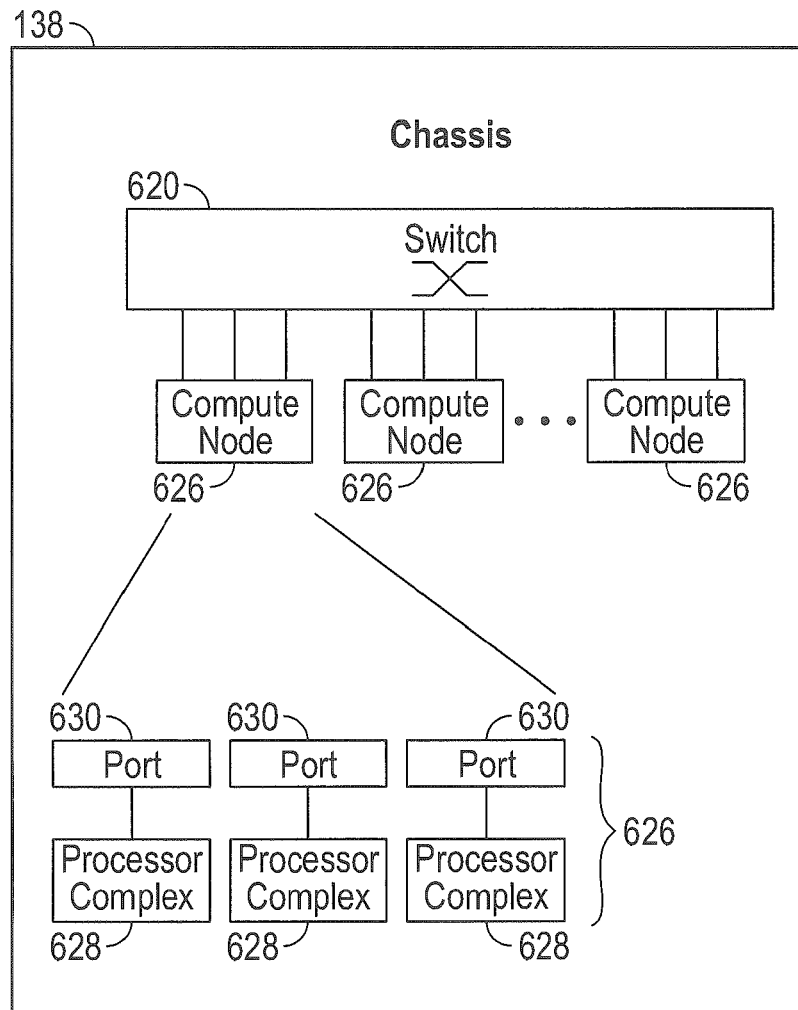 138
Chassis
620
Switch
Compute
Node
Compute
Node
Compute
Node
626
626
626
630
630
630
Port
Port
Port
626
Processor
Complex
Processor
Complex
Processor
Complex
628
628
628